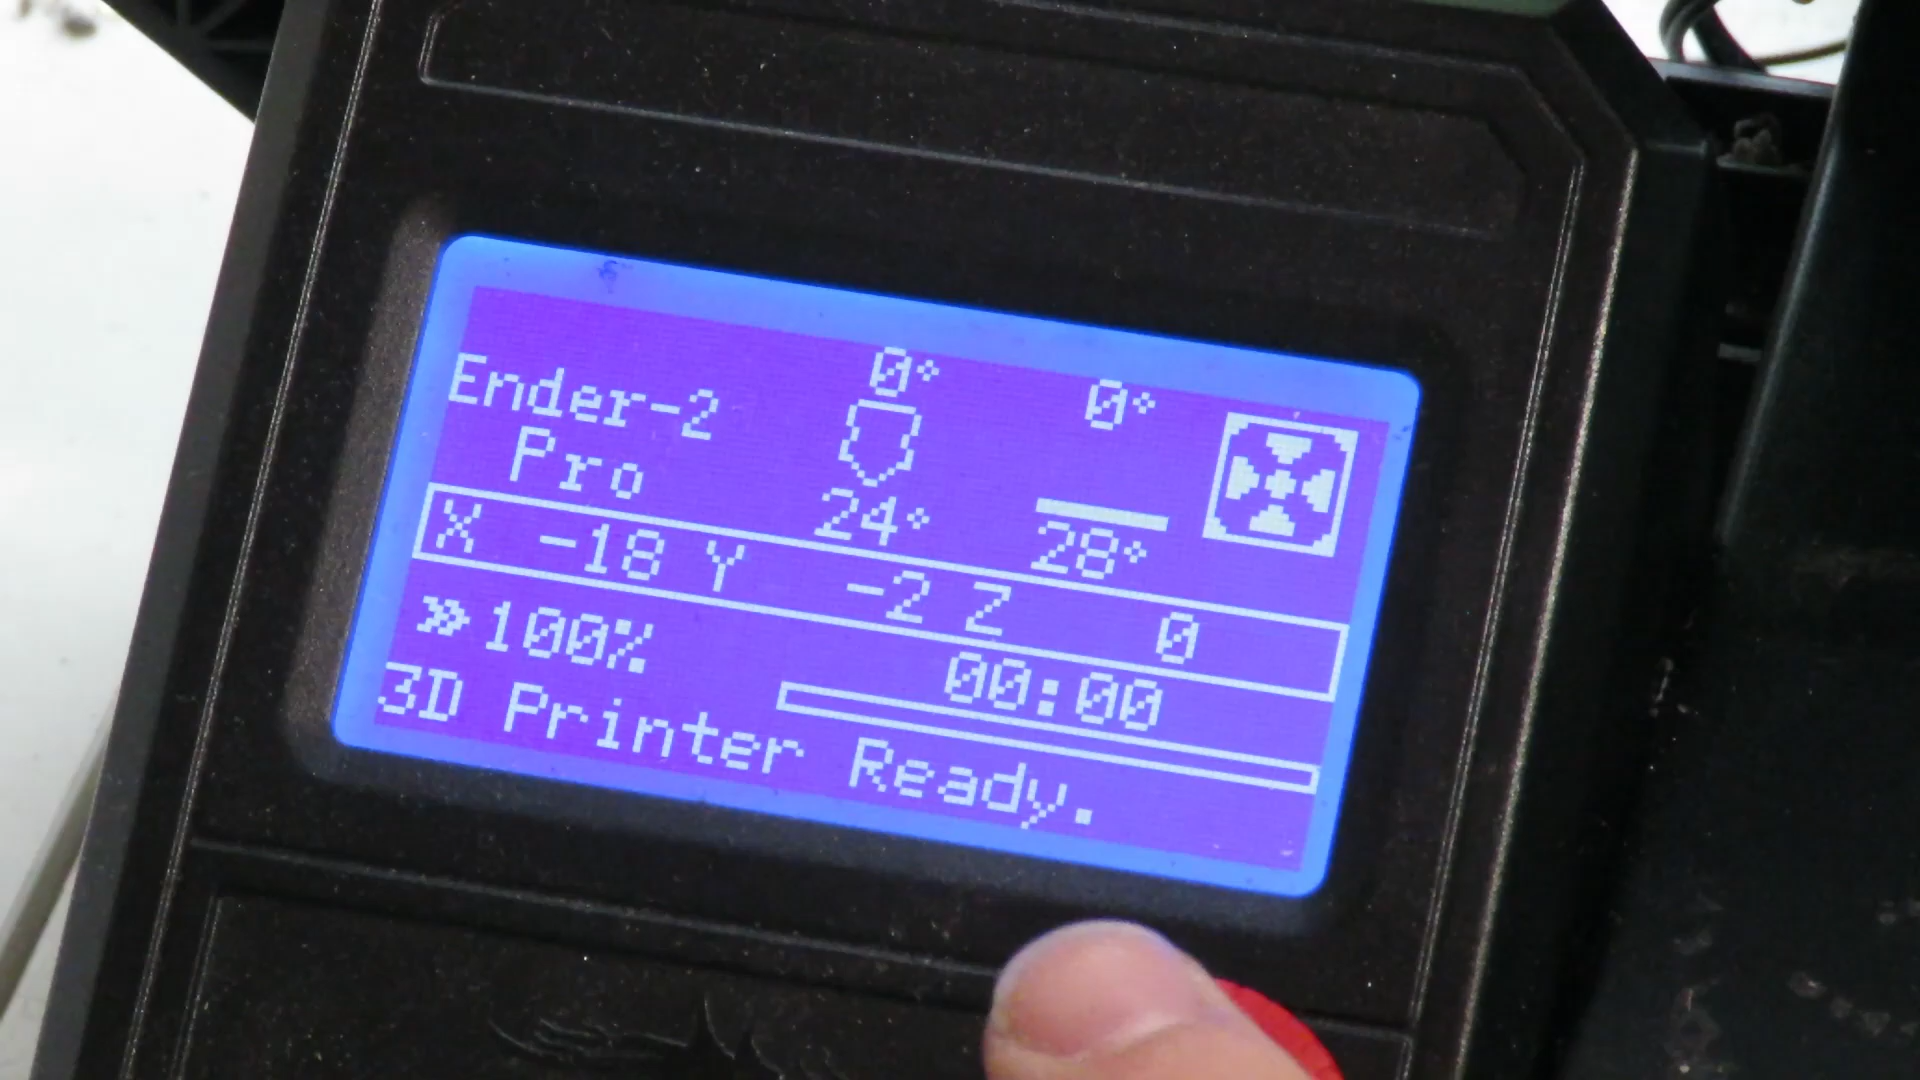 0° 0°
Ender-2
Pro
24° 28°
X -18 Y -2 Z 0
»100% 00:00
3D Printer Ready.